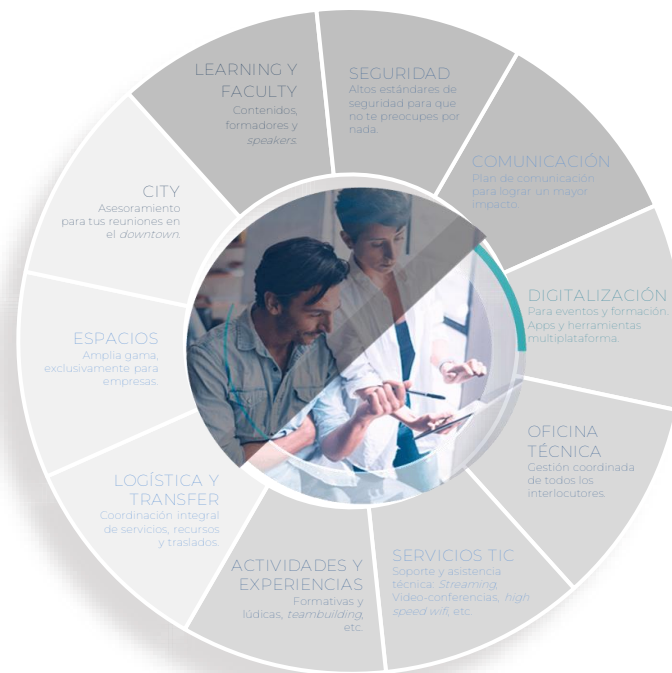 LEARNING Y
FACULTY
Contenidos,
formadores y
speakers.
SEGURIDAD
Altos estándares de
seguridad para que
no te preocupes por
nada.
COMUNICACIÓN
Plan de comunicación
para lograr un mayor
impacto.
DIGITALIZACIÓN
Para eventos y formación.
Apps y herramientas
multiplataforma.
OFICINA
TÉCNICA
Gestión coordinada
de todos los
interlocutores.
SERVICIOS TIC
Soporte y asistencia
técnica: Streaming,
Video-conferencias, high
speed wifi, etc.
ACTIVIDADES Y
EXPERIENCIAS
Formativas y
lúdicas, teambuilding,
etc.
LOGÍSTICA Y
TRANSFER
Coordinación integral
de servicios, recursos
y traslados.
ESPACIOS
Amplia gama,
exclusivamente para
empresas.
CITY
Asesoramiento
para tus reuniones en
el downtown.